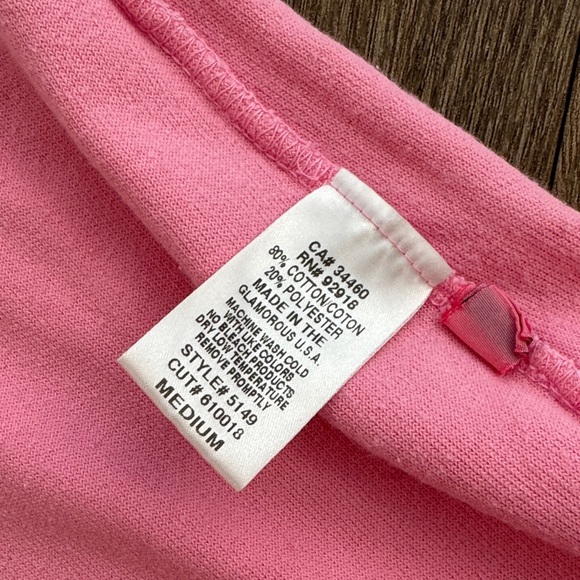 CA# 34460
RN# 92918
80% COTTON/COTON
20% POLYESTER
MADE IN THE
GLAMOROUS U.S.A.
MACHINE WASH COLD
WITH LIKE COLORS
NO BLEACH PRODUCTS
DRY LOW TEMPERATURE
REMOVE PROMPTLY
STYLE# 5149
CUT# 610018
MEDIUM